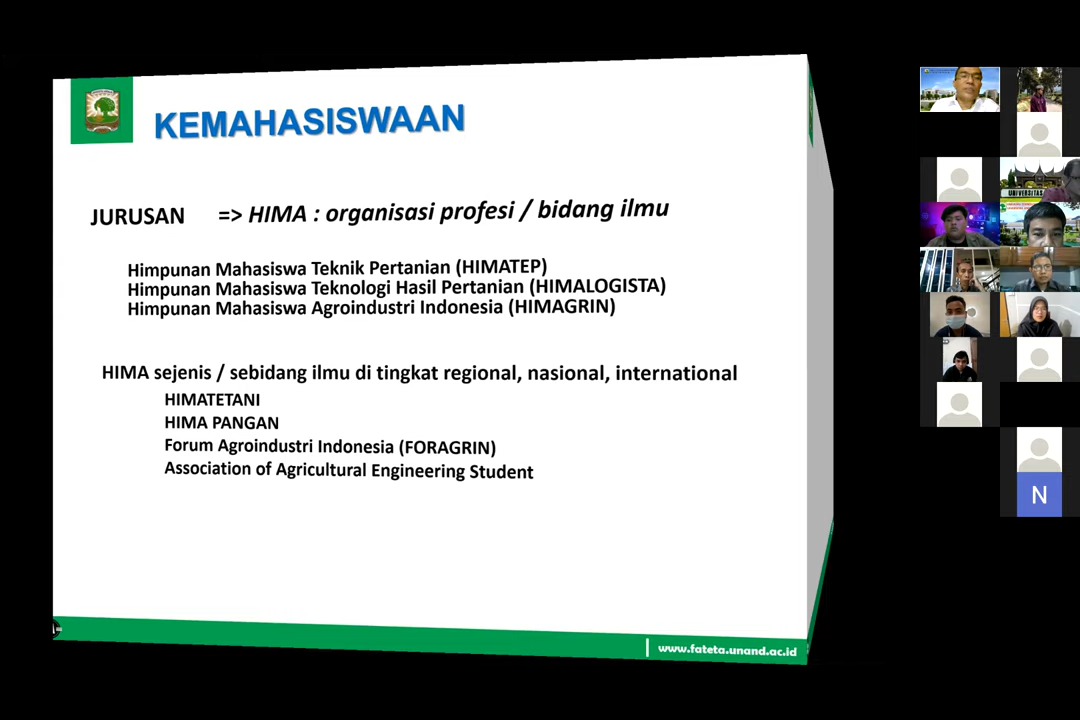 KEMAHASISWAAN
JURUSAN => HIMA : organisasi profesi / bidang ilmu
Himpunan Mahasiswa Teknik Pertanian (HIMATEP)
Himpunan Mahasiswa Teknologi Hasil Pertanian (HIMALOGISTA)
Himpunan Mahasiswa Agroindustri Indonesia (HIMAGRIN)
HIMA sejenis / sebidang ilmu di tingkat regional, nasional, international
HIMATETANI
HIMA PANGAN
Forum Agroindustri Indonesia (FORAGRIN)
Association of Agricultural Engineering Student
www.fateta.unand.ac.id
UNIVERSITAS
N